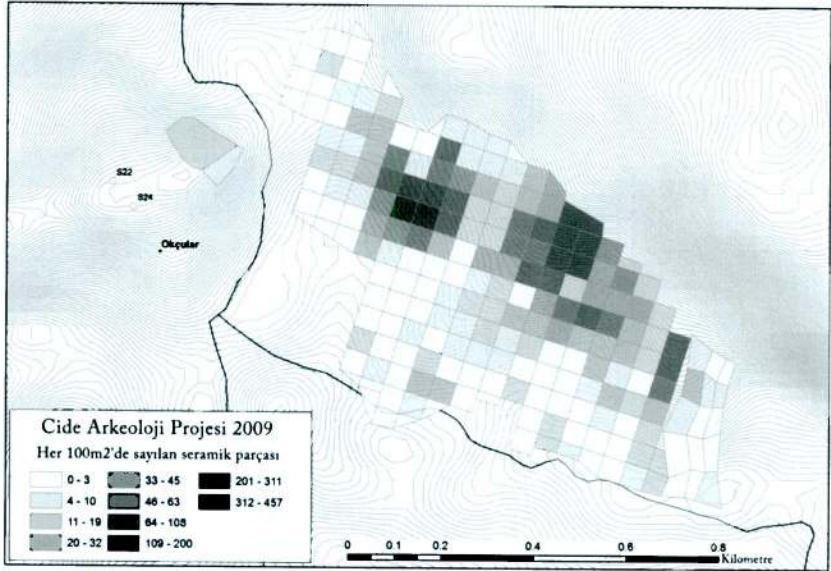 S22
S24
Okçular
Cide Arkeoloji Projesi 2009
Her 100m2'de sayılan seramik parçası
0 - 3
33 - 45
201 - 311
4 - 10
46 - 63
312 - 457
11 - 19
64 - 108
20 - 32
109 - 200
0 0.1 0.2 0.4 0.6 0.8
Kilometre